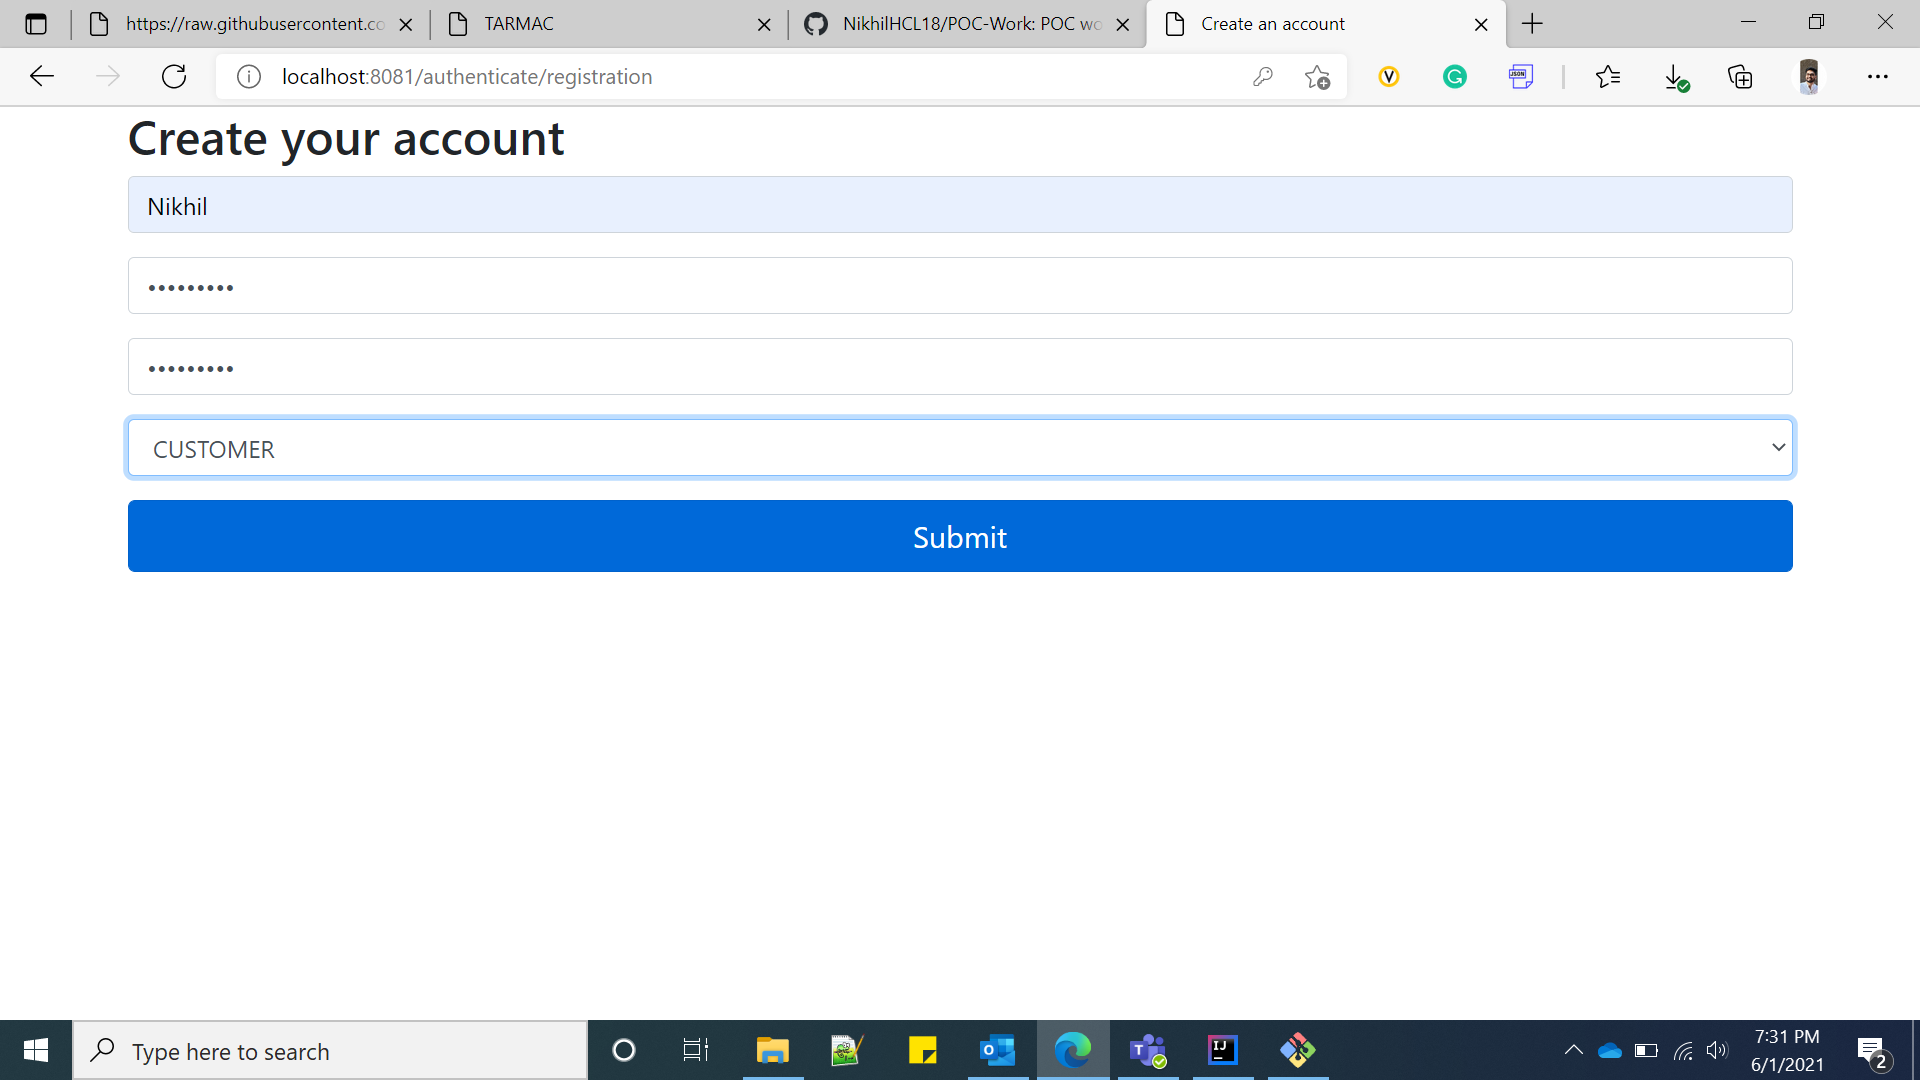 https://raw.githubusercontent.co
TARMAC
NikhilHCL18/POC-Work: POC wo
Create an account
localhost:8081/authenticate/registration
Create your account
Nikhil
•••••••••
•••••••••
CUSTOMER
Submit
Type here to search
7:31 PM
6/1/2021
2